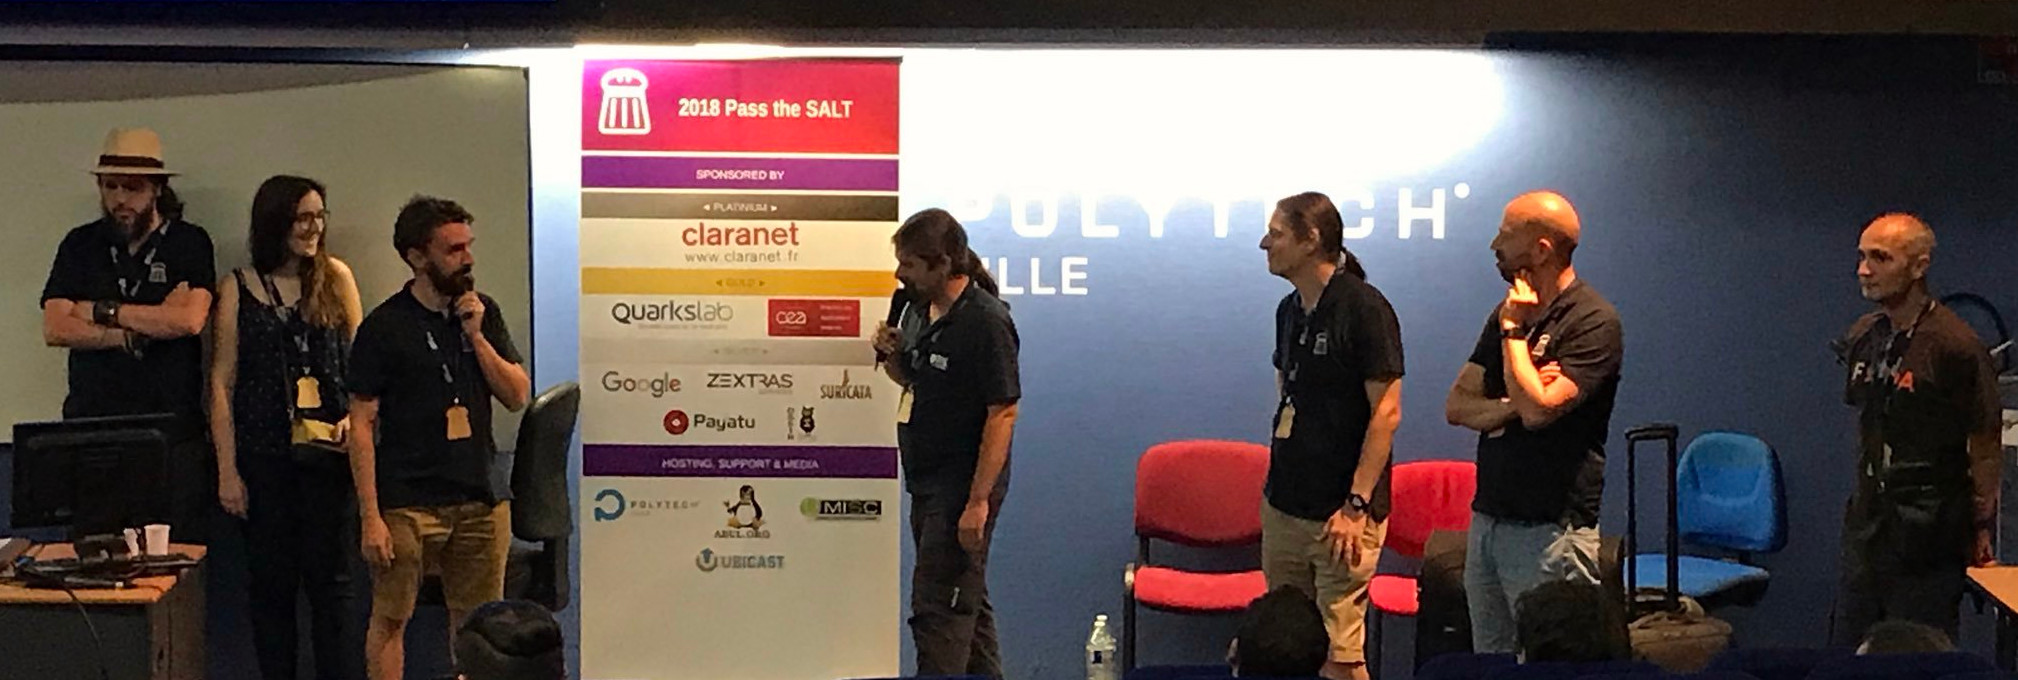 2018 Pass the SALT
SPONSORED BY
◄ PLATINIUM ►
claranet
www.claranet.fr
◄ GOLD ►
Quarkslab
cea
Google
ZEXTRAS
SURICATA
Payatu
HOSTING, SUPPORT & MEDIA
POLYTECH
ABUL.ORG
MISC
UBICAST
POLYTECH
LLE